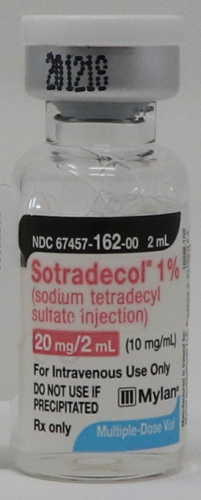 201218
NDC 67457-162-00 2 mL
Sotradecol® 1%
(sodium tetradecyl
sulfate injection)
20 mg/2 mL (10 mg/mL)
For Intravenous Use Only
DO NOT USE IF
PRECIPITATED
Mylan®
Rx only
Multiple-Dose Vial